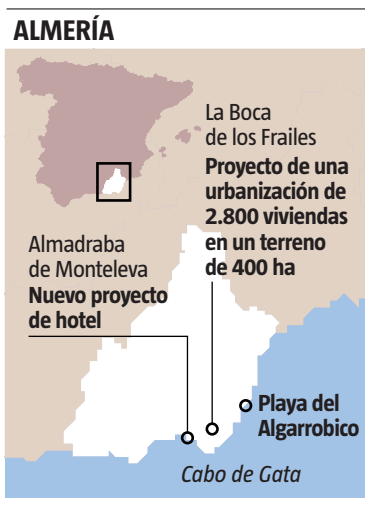 ALMERÍA
La Boca
de los Frailes
Proyecto de una
urbanización de
2.800 viviendas
en un terreno
de 400 ha
Almadraba
de Monteleva
Nuevo proyecto
de hotel
Playa del
Algarrobico
Cabo de Gata